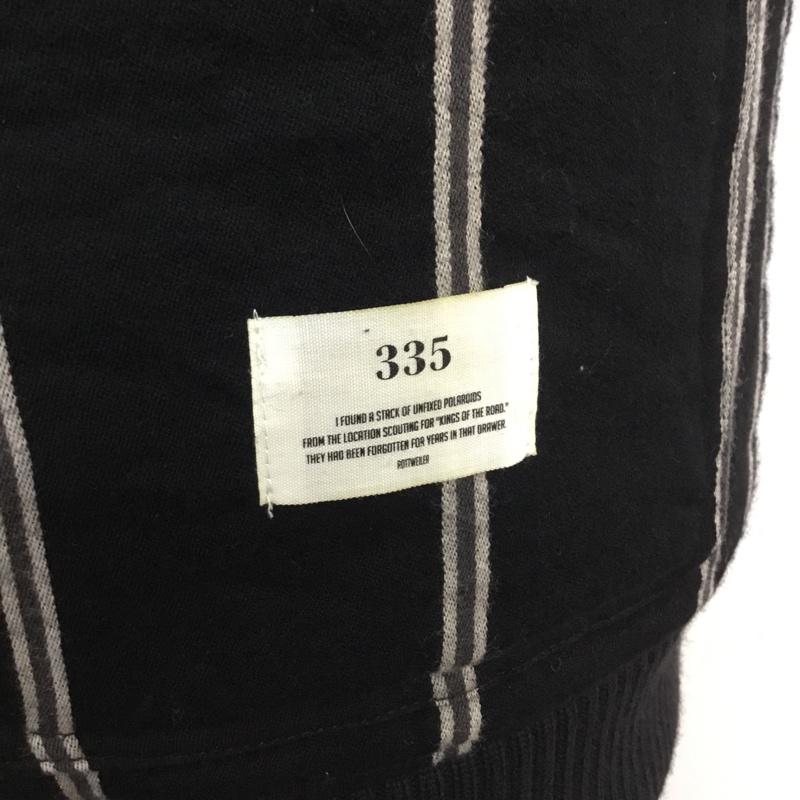 335
I FOUND A STACK OF UNFIXED POLAROIDS
FROM THE LOCATION SCOUTING FOR "KINGS OF THE ROAD."
THEY HAD BEEN FORGOTTEN FOR YEARS IN THAT DRAWER.
ROTTWEILER